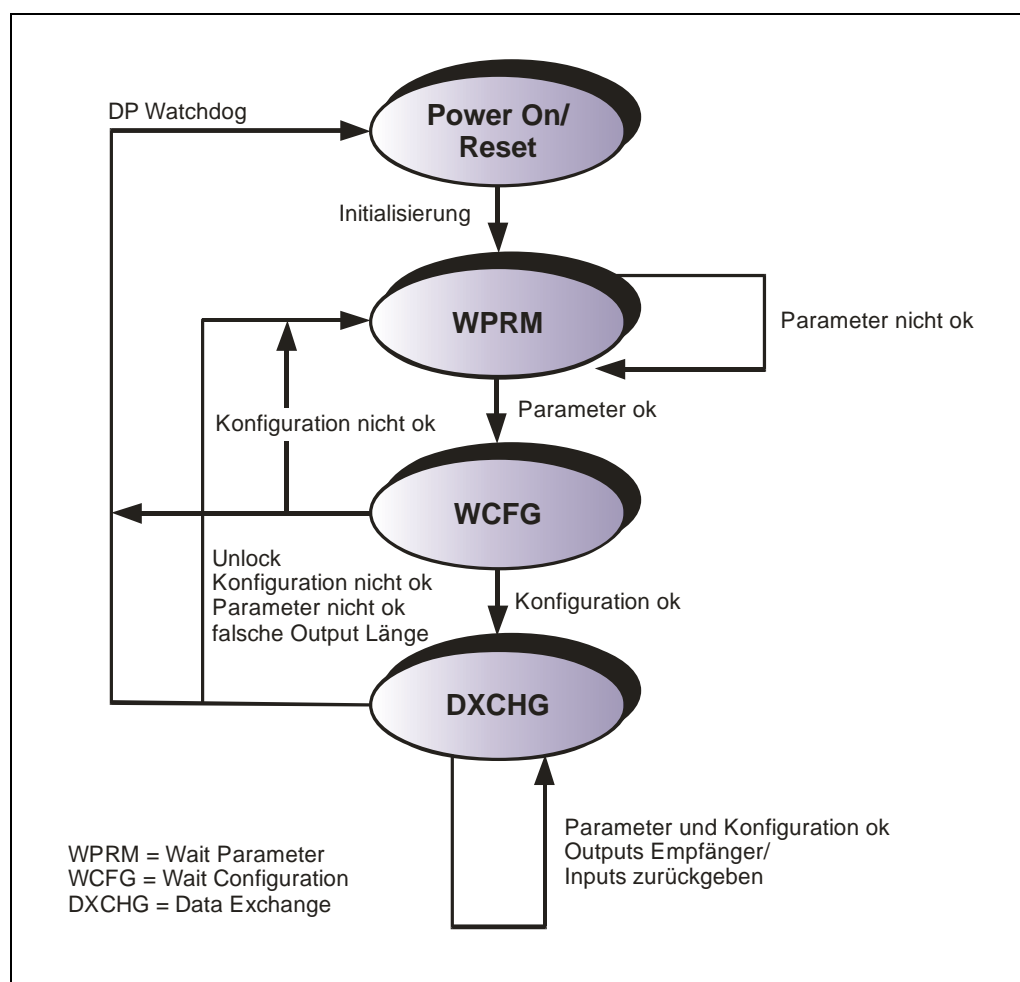 DP Watchdog
Power On/
Reset
Initialisierung
WPRM
Parameter nicht ok
Parameter ok
Konfiguration nicht ok
WCFG
Unlock
Konfiguration nicht ok
Parameter nicht ok
falsche Output Länge
Konfiguration ok
DXCHG
Parameter und Konfiguration ok
Outputs Empfänger/
Inputs zurückgeben
WPRM = Wait Parameter
WCFG = Wait Configuration
DXCHG = Data Exchange